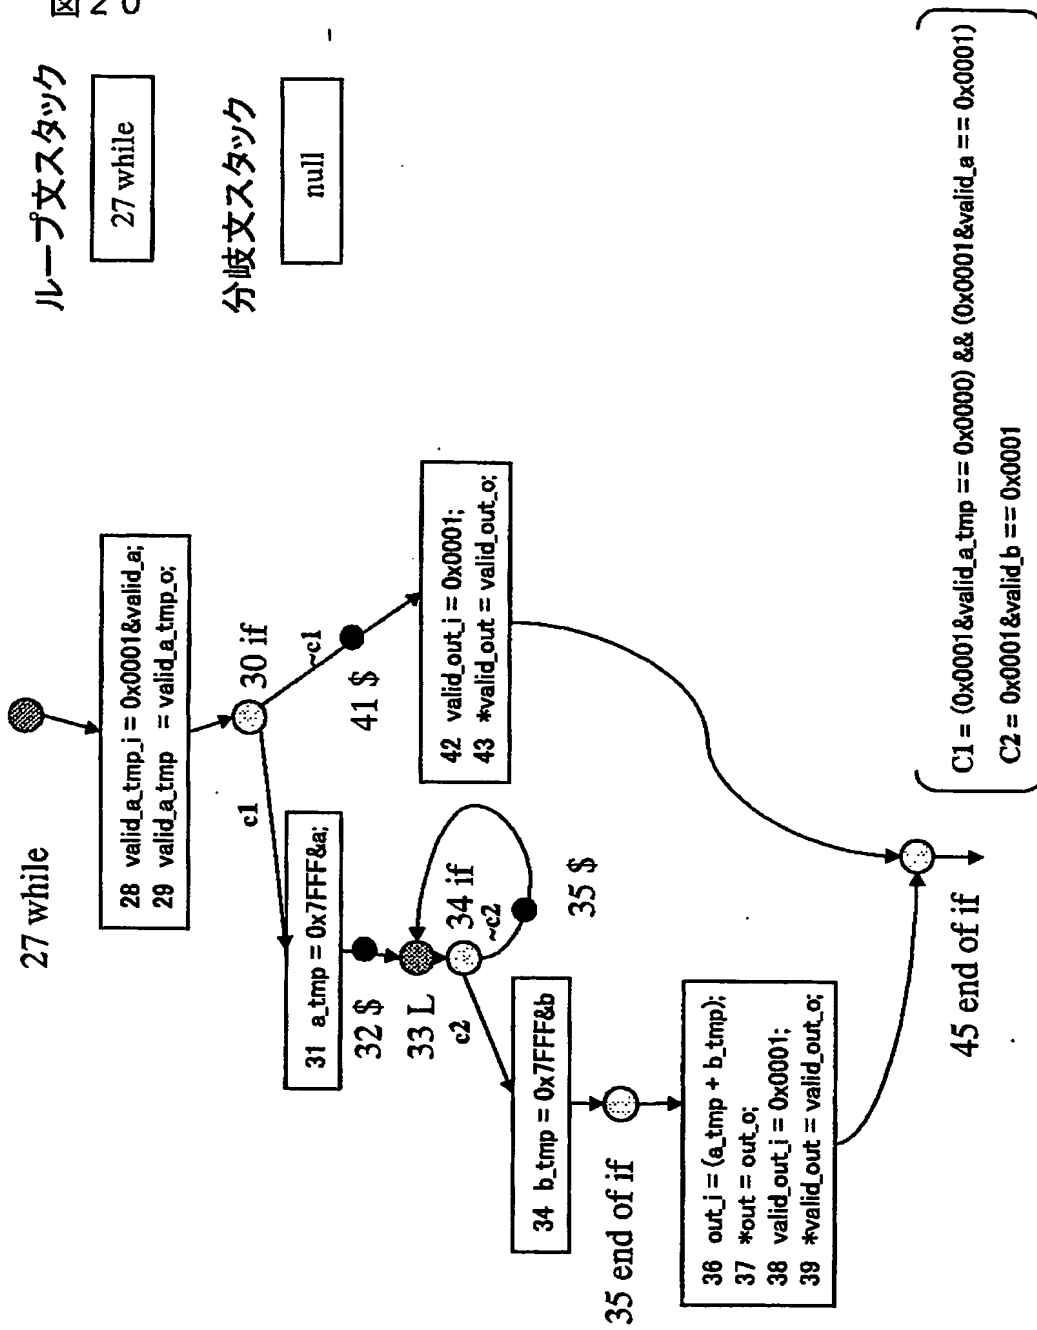 図20
ループ文スタック
27 while
分岐文スタック
null
27 while
28 valid_a_tmp_i = 0x0001&valid_a;
29 valid_a_tmp = valid_a_tmp_o;
30 if
c1
~c1
41 $
31 a_tmp = 0x7FFF&a;
32 $
33 L
34 if
c2
~c2
35 $
42 valid_out_i = 0x0001;
43 *valid_out = valid_out_o;
34 b_tmp = 0x7FFF&b
35 end of if
36 out_i = (a_tmp + b_tmp);
37 *out = out_o;
38 valid_out_i = 0x0001;
39 *valid_out = valid_out_o;
45 end of if
C1 = (0x0001&valid_a_tmp == 0x0000) && (0x0001&valid_a == 0x0001)
C2 = 0x0001&valid_b == 0x0001